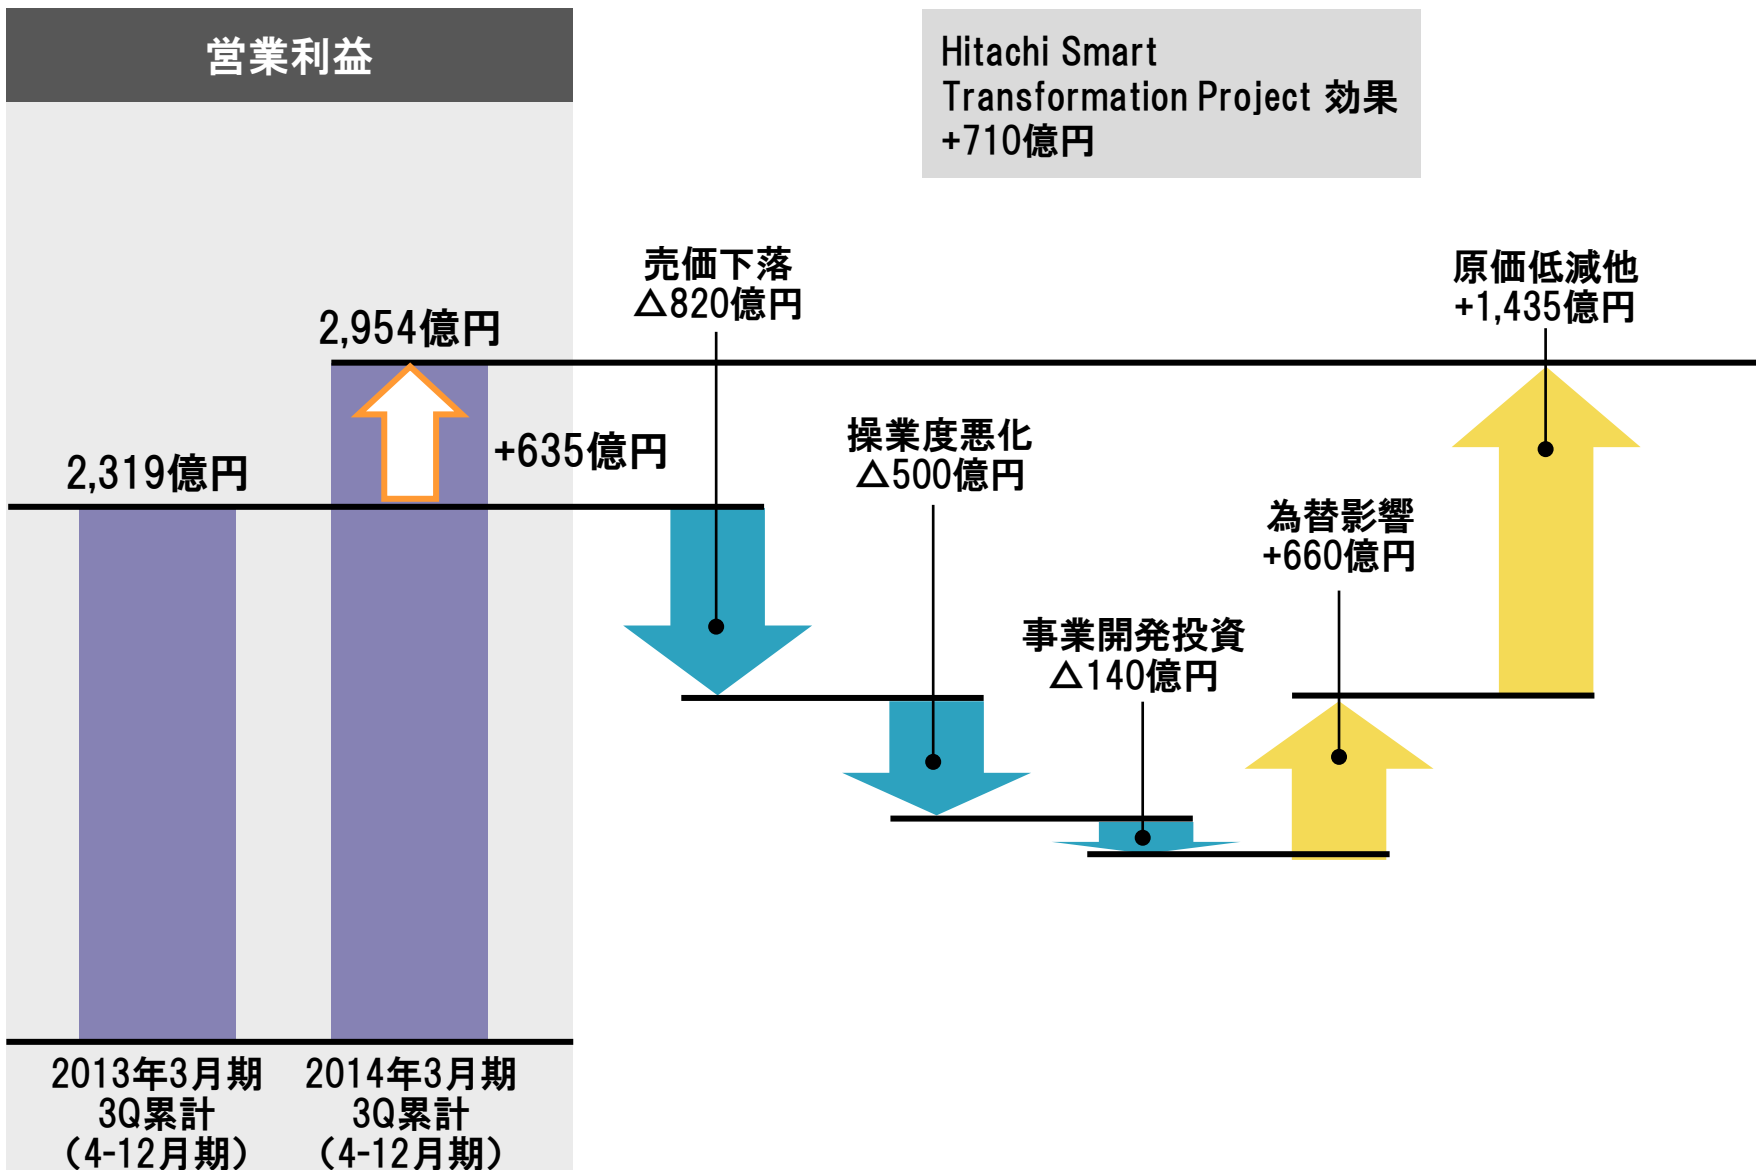 営業利益
Hitachi Smart
Transformation Project 効果
+710億円
売価下落
△820億円
原価低減他
+1,435億円
2,954億円
+635億円
2,319億円
操業度悪化
△500億円
為替影響
+660億円
事業開発投資
△140億円
2013年3月期
3Q累計
（4-12月期）
2014年3月期
3Q累計
（4-12月期）